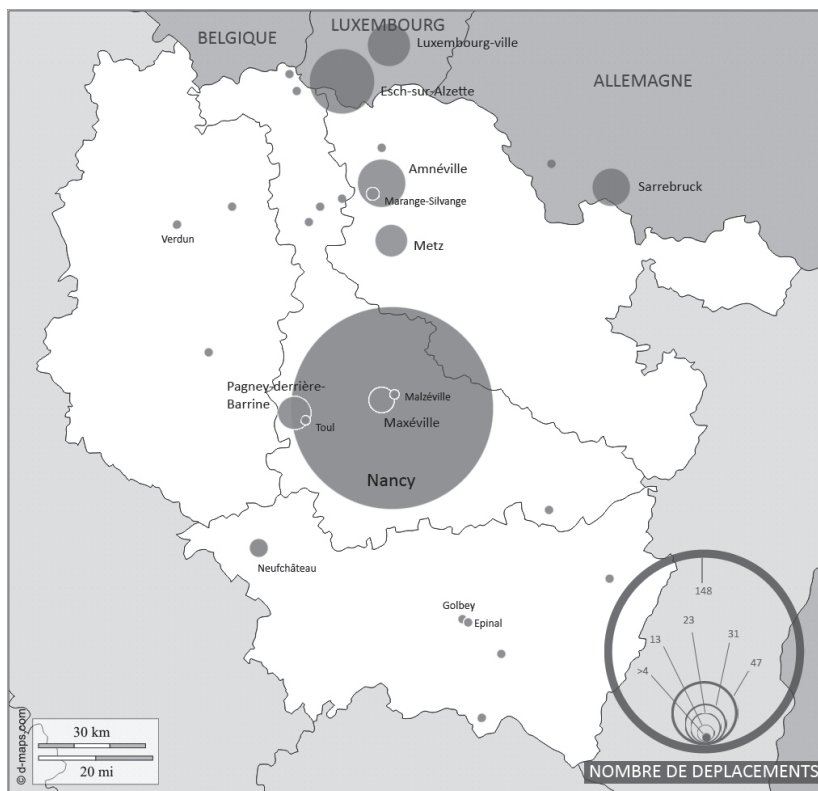 LUXEMBOURG
BELGIQUE
Luxembourg-ville
Esch-sur-Alzette
ALLEMAGNE
Amnéville
Marange-Silvange
Sarrebruck
Verdun
Metz
Pagney-derrière-
Barrine
Toul
Malzéville
Maxéville
Nancy
Neufchâteau
Golbey
Epinal
148
23
31
13
47
>4
30 km
20 mi
© d-maps.com
NOMBRE DE DEPLACEMENTS